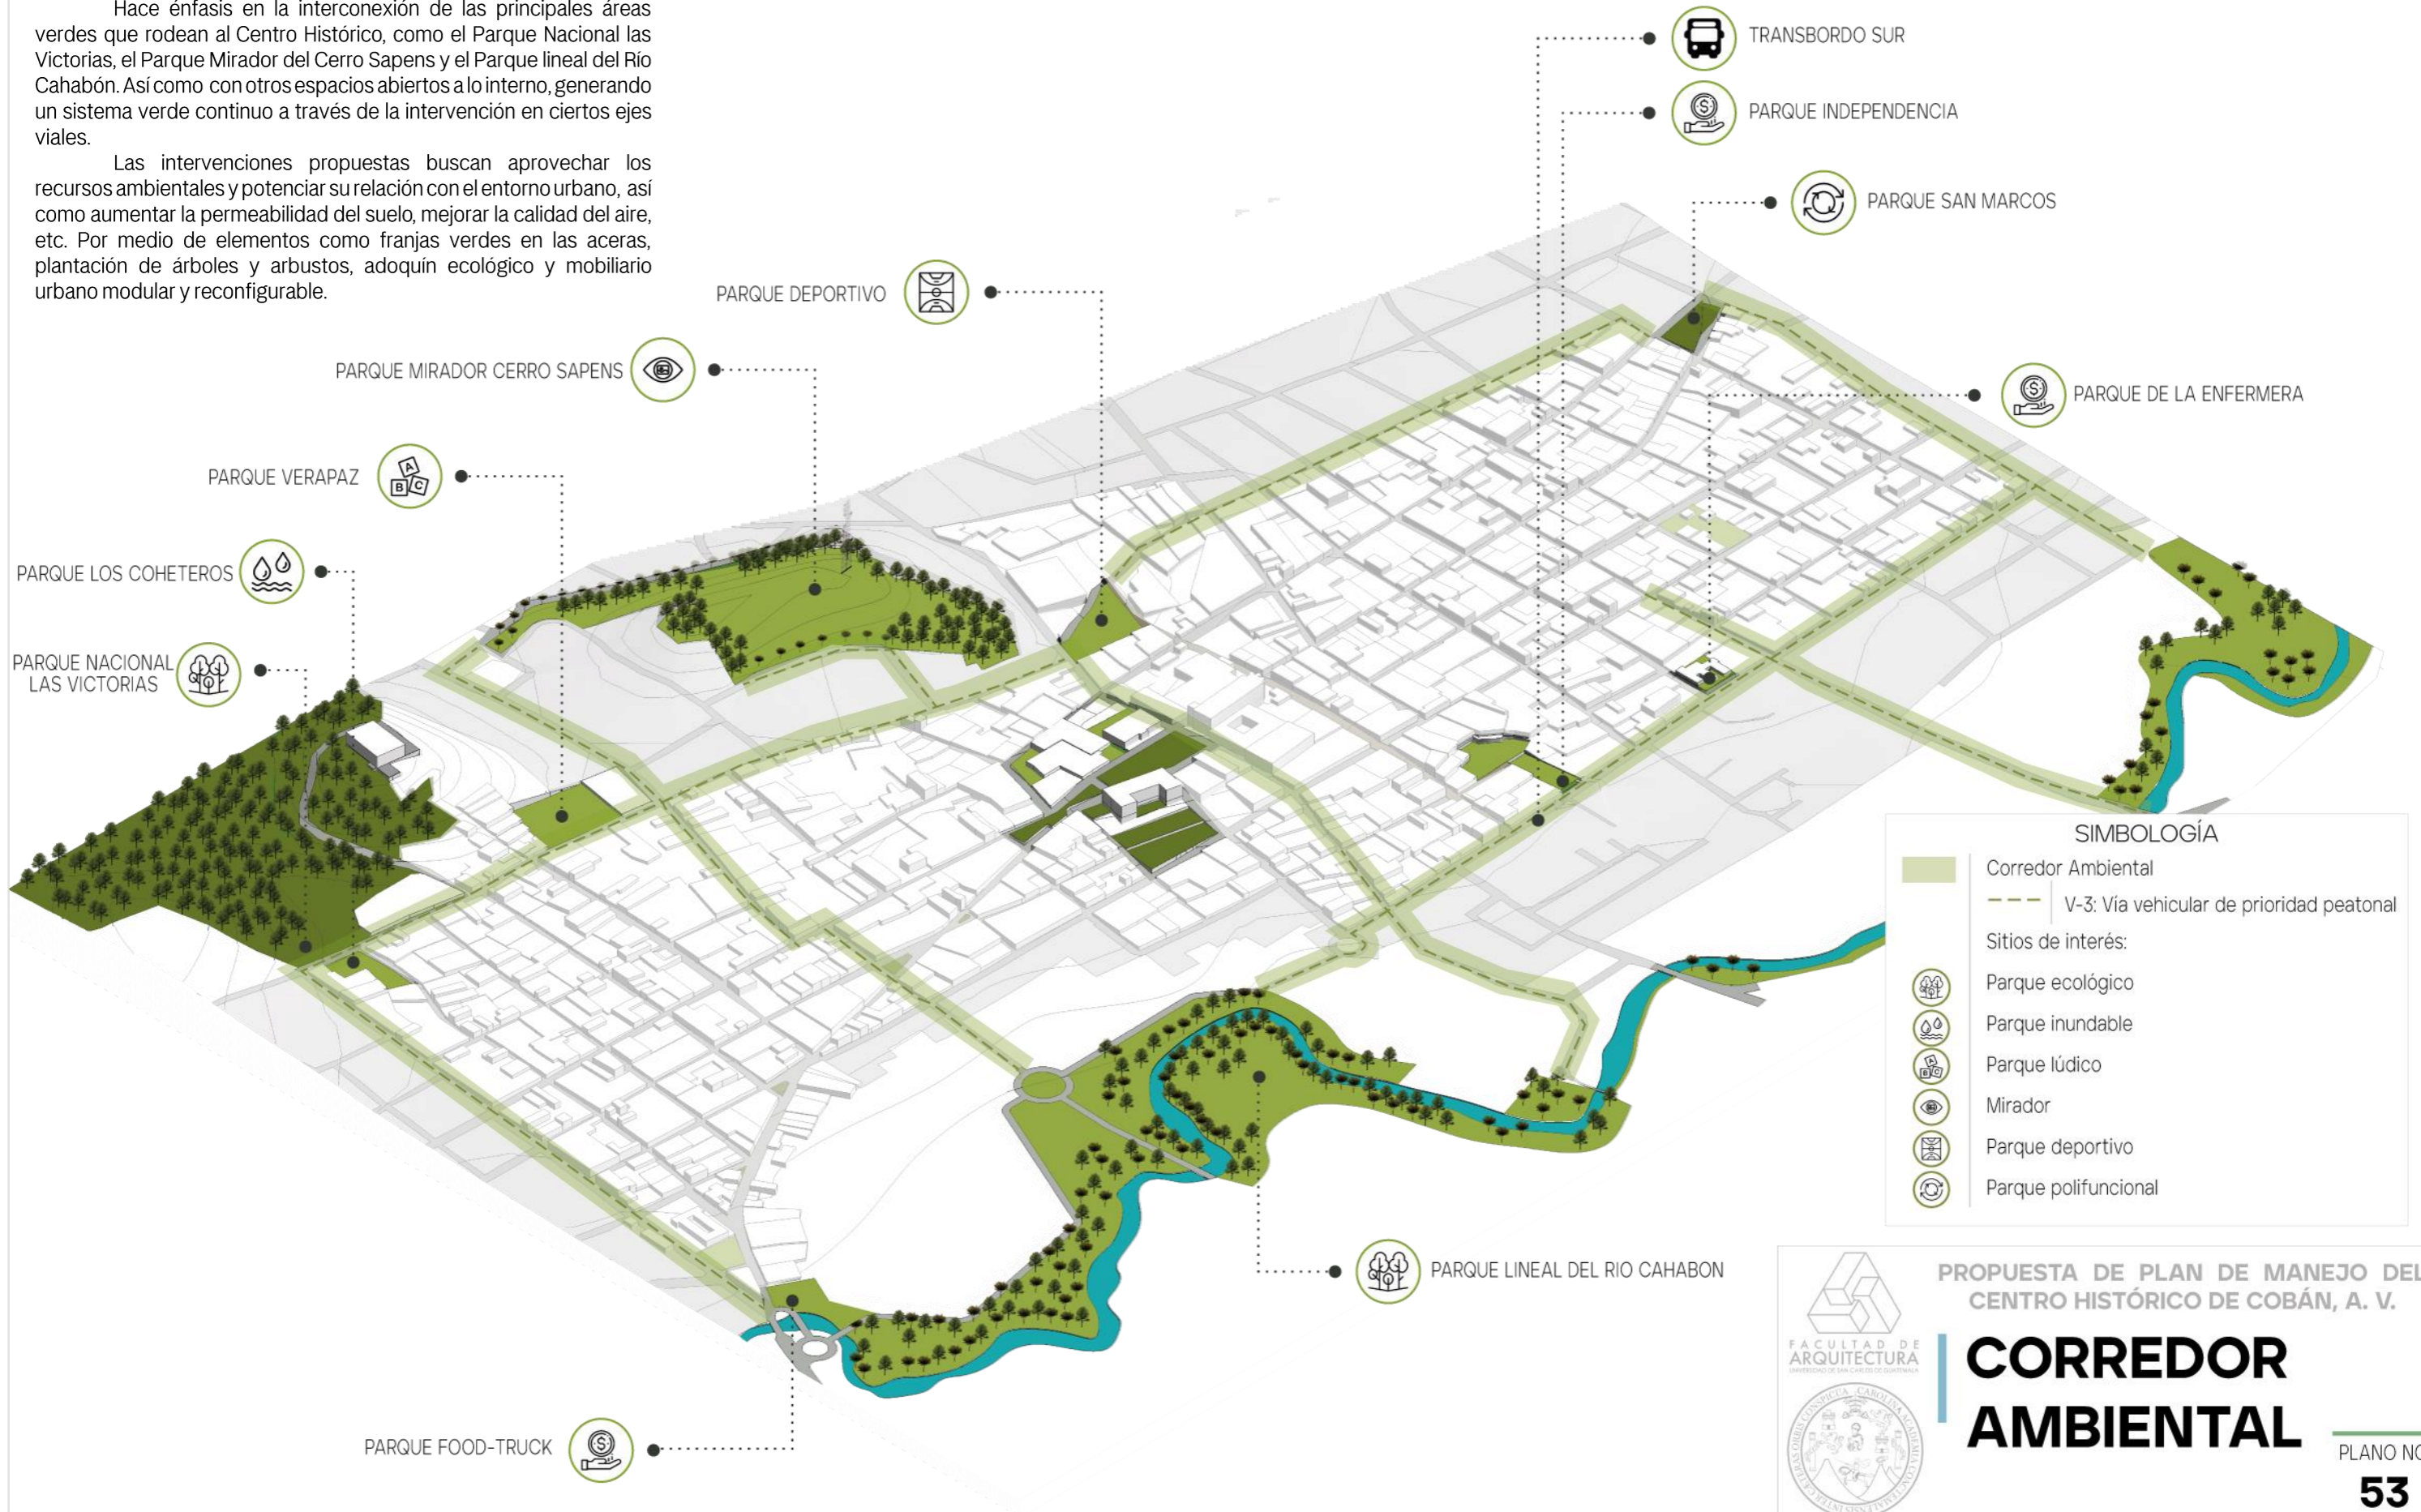 Hace énfasis en la interconexión de las principales áreas
verdes que rodean al Centro Histórico, como el Parque Nacional las
Victorias, el Parque Mirador del Cerro Sapens y el Parque lineal del Río
Cahabón. Así como con otros espacios abiertos a lo interno, generando
un sistema verde continuo a través de la intervención en ciertos ejes
viales.
Las intervenciones propuestas buscan aprovechar los
recursos ambientales y potenciar su relación con el entorno urbano, así
como aumentar la permeabilidad del suelo, mejorar la calidad del aire,
etc. Por medio de elementos como franjas verdes en las aceras,
plantación de árboles y arbustos, adoquín ecológico y mobiliario
urbano modular y reconfigurable.
TRANSBORDO SUR
PARQUE INDEPENDENCIA
PARQUE SAN MARCOS
PARQUE DEPORTIVO
PARQUE MIRADOR CERRO SAPENS
PARQUE DE LA ENFERMERA
PARQUE VERAPAZ
PARQUE LOS COHETEROS
PARQUE NACIONAL
LAS VICTORIAS
SIMBOLOGÍA
Corredor Ambiental
V-3: Vía vehicular de prioridad peatonal
Sitios de interés:
Parque ecológico
Parque inundable
Parque lúdico
Mirador
Parque deportivo
Parque polifuncional
PARQUE LINEAL DEL RIO CAHABON
PARQUE FOOD-TRUCK
PROPUESTA DE PLAN DE MANEJO DEL
CENTRO HISTÓRICO DE COBÁN, A. V.
FACULTAD DE
ARQUITECTURA
UNIVERSIDAD DE SAN CARLOS DE GUATEMALA
CORREDOR
AMBIENTAL
PLANO NO
53